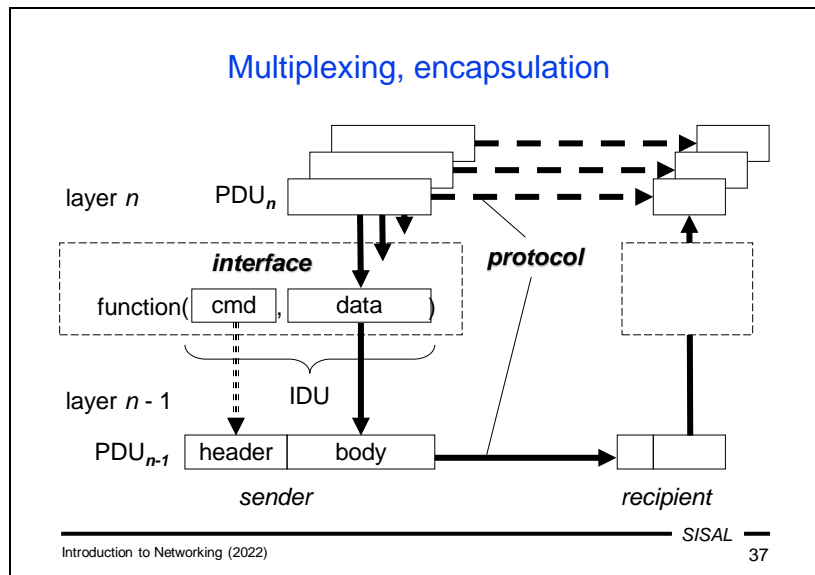 Multiplexing, encapsulation
layer n PDUn
interface protocol
function( cmd , data )
IDU
layer n - 1
PDUn-1 header body
sender recipient
SISAL
Introduction to Networking (2022) 37